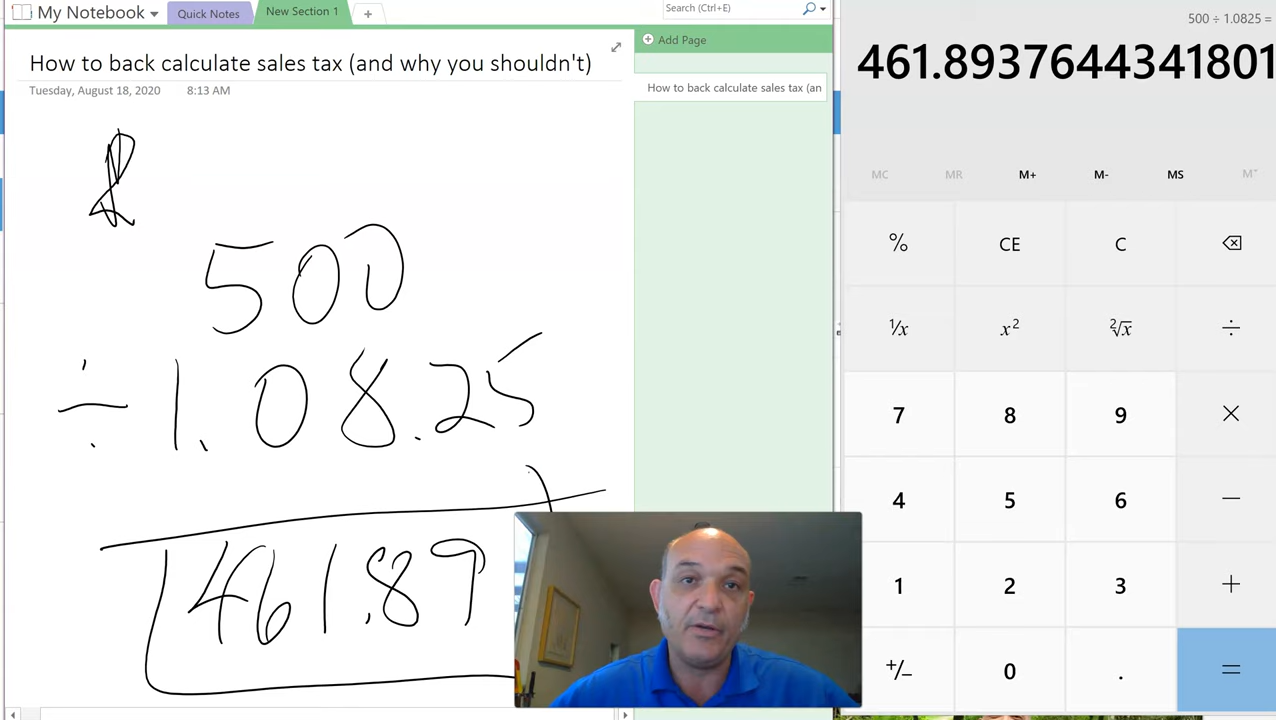 My Notebook
Quick Notes
New Section 1
+
Search (Ctrl+E)
Add Page
How to back calculate sales tax (and why you shouldn't)
Tuesday, August 18, 2020 8:13 AM
How to back calculate sales tax (an
500
÷ 1.08.25
461.89
500 ÷ 1.0825 =
461.8937644341801
MC MR M+ M- MS M˅
% CE C
¹/x x² ²√x ÷
7 8 9 ×
4 5 6 −
1 2 3 +
+/− 0 . =